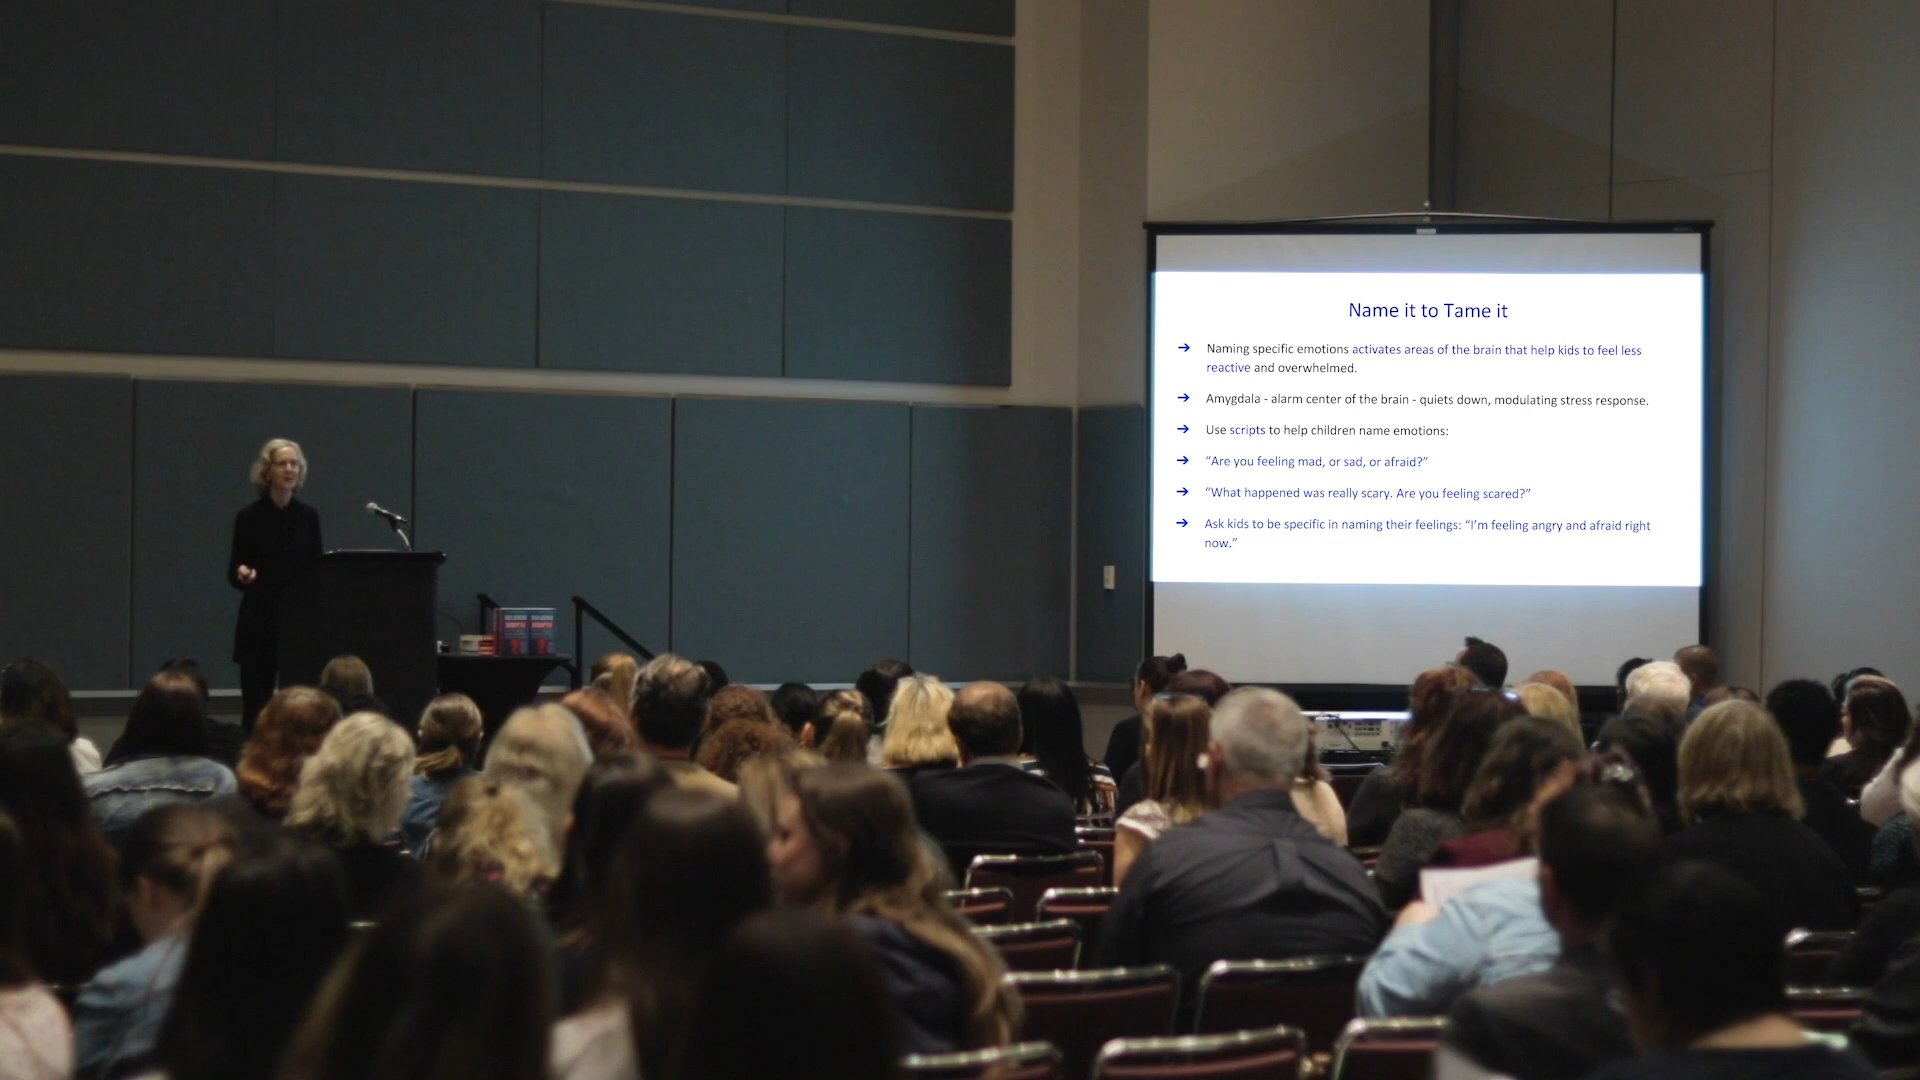 Name it to Tame it
➔ Naming specific emotions activates areas of the brain that help kids to feel less
reactive and overwhelmed.
➔ Amygdala - alarm center of the brain - quiets down, modulating stress response.
➔ Use scripts to help children name emotions:
➔ “Are you feeling mad, or sad, or afraid?”
➔ “What happened was really scary. Are you feeling scared?”
➔ Ask kids to be specific in naming their feelings: “I’m feeling angry and afraid right
now.”